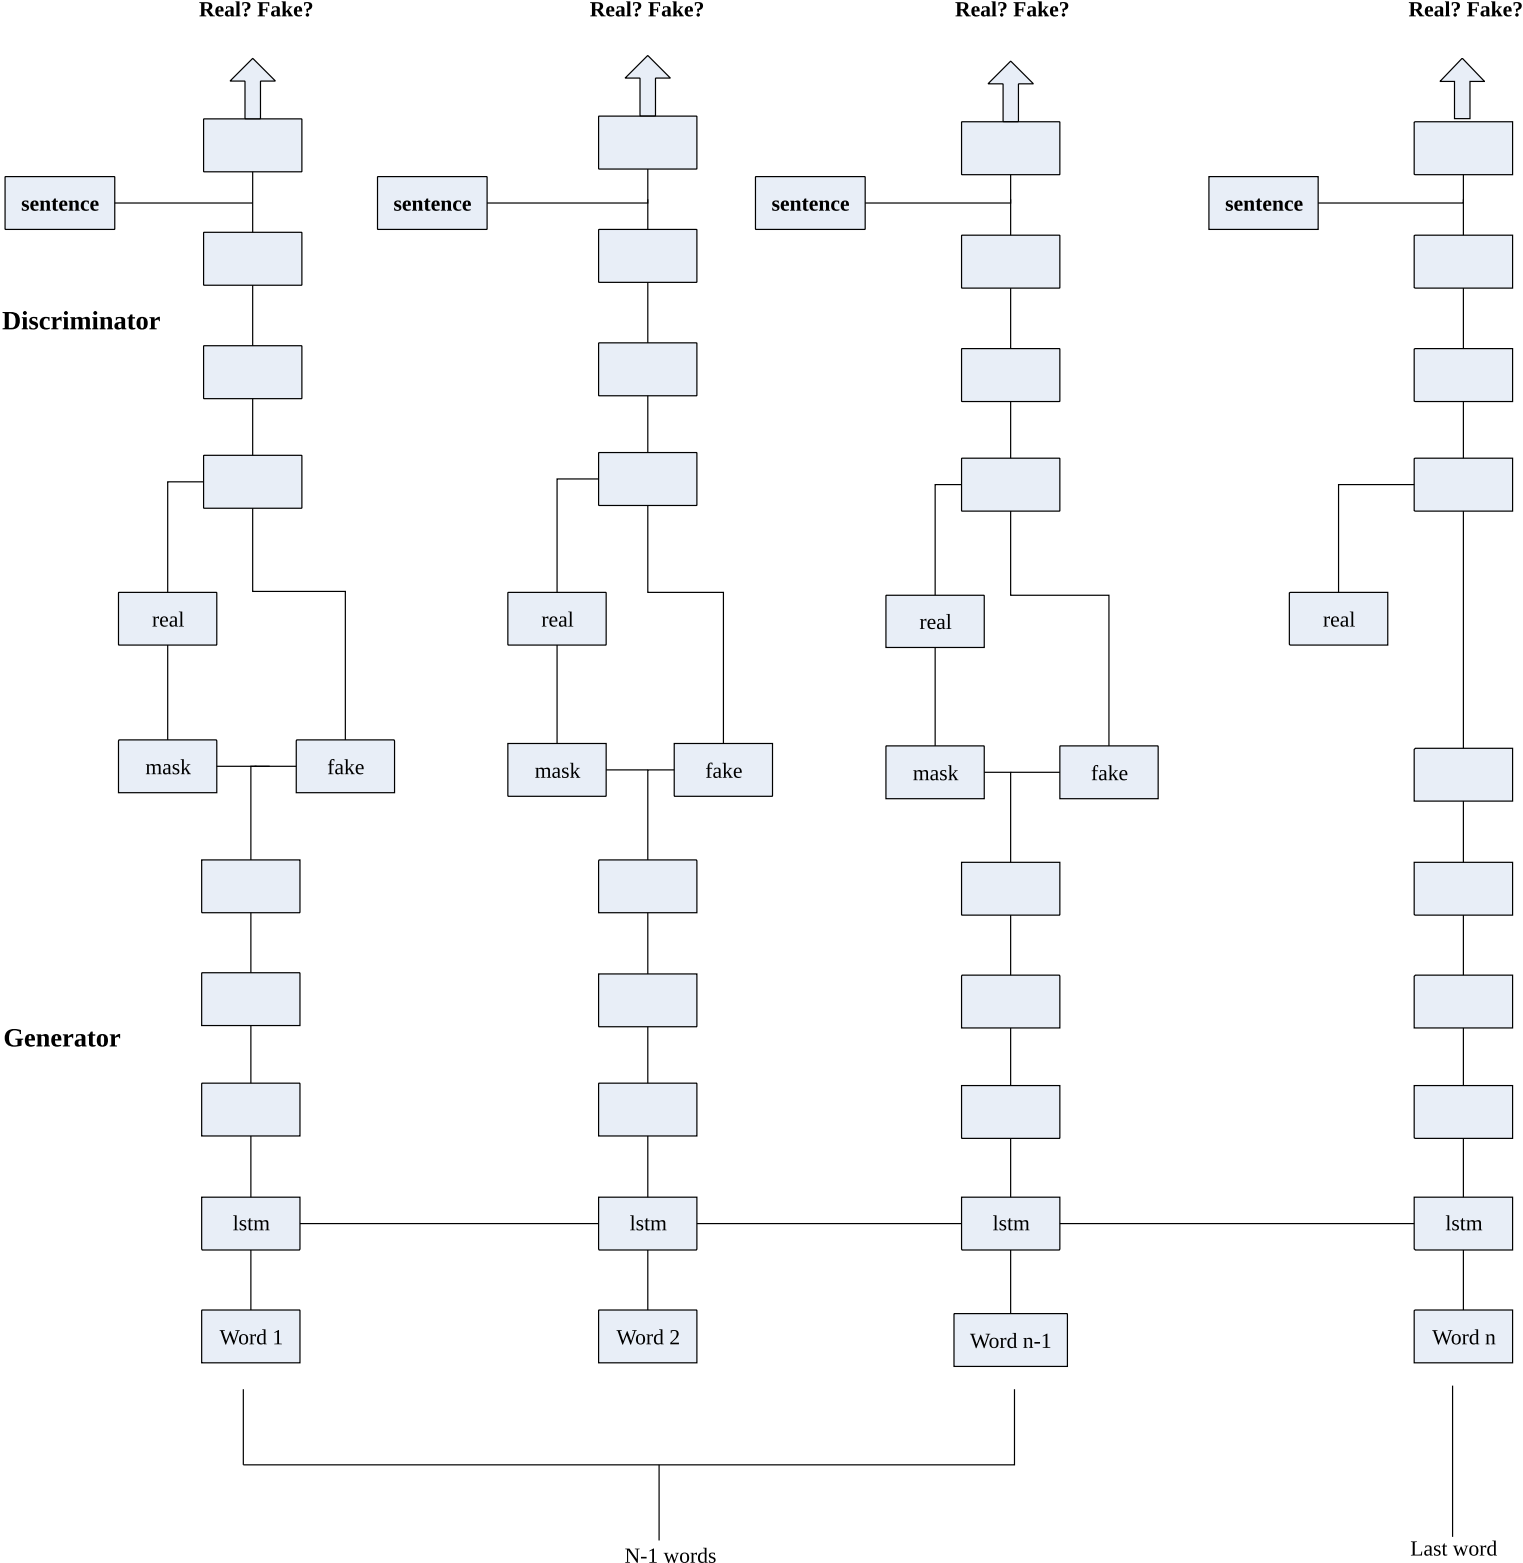 Real? Fake? Real? Fake? Real? Fake? Real? Fake?
sentence sentence sentence sentence
Discriminator
real real real real
mask fake mask fake mask fake
Generator
lstm lstm lstm lstm
Word 1 Word 2 Word n-1 Word n
N-1 words Last word